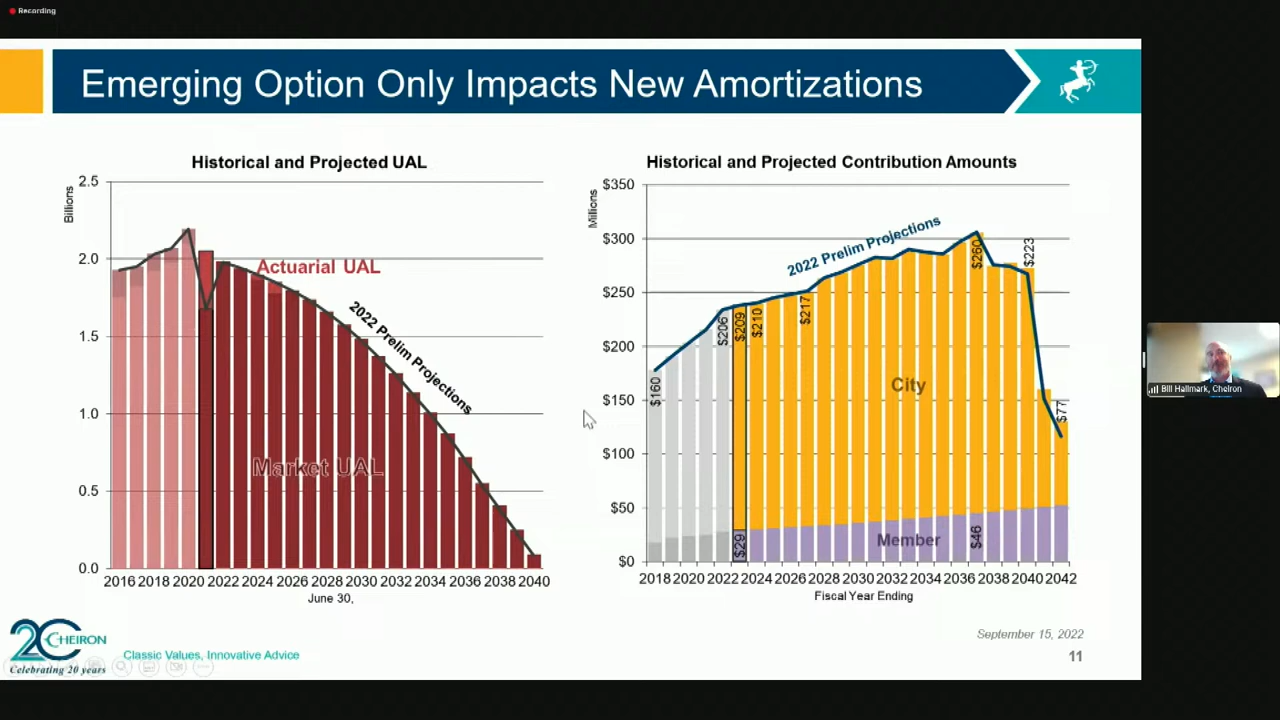 Recording
Emerging Option Only Impacts New Amortizations
Historical and Projected UAL
Billions
2.5
2.0
1.5
1.0
0.5
0.0
Actuarial UAL
2022 Prelim Projections
Market UAL
2016 2018 2020 2022 2024 2026 2028 2030 2032 2034 2036 2038 2040
June 30,
Historical and Projected Contribution Amounts
Millions
$350
$300
$250
$200
$150
$100
$50
$0
2022 Prelim Projections
$160
$206
$209
$210
$217
$260
$223
$77
City
$29
Member
$46
2018 2020 2022 2024 2026 2028 2030 2032 2034 2036 2038 2040 2042
Fiscal Year Ending
Bill Hallmark, Cheiron
September 15, 2022
CHEIRON
Celebrating 20 years
Classic Values, Innovative Advice
11